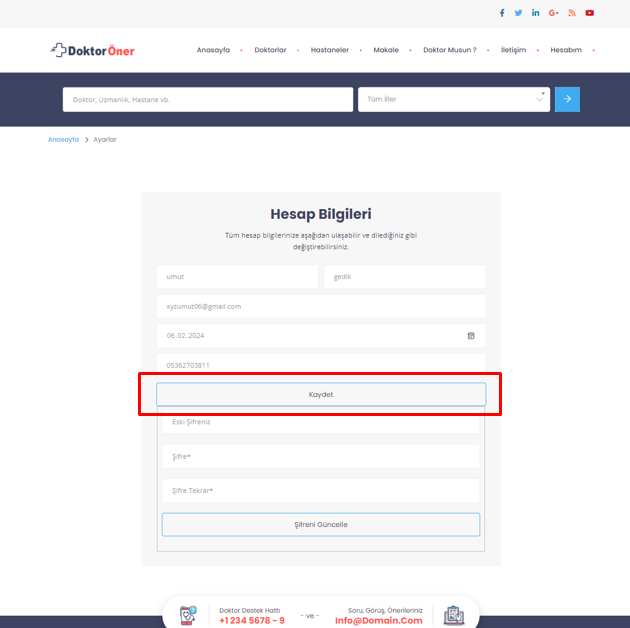 DoktorÖner
Anasayfa • Doktorlar • Hastaneler • Makale • Doktor Musun ? • İletişim • Hesabım •
Doktor, Uzmanlık, Hastane vb.
Tüm İller
Anasayfa > Ayarlar
Hesap Bilgileri
Tüm hesap bilgilerinize aşağıdan ulaşabilir ve dilediğiniz gibi
değiştirebilirsiniz.
umut
gedik
xyzumut06@gmail.com
06.02.2024
05362703811
Kaydet
Eski Şifreniz
Şifre*
Şifre Tekrar*
Şifreni Güncelle
Doktor Destek Hattı
+1 234 5678 - 9
- ve -
Soru, Görüş, Önerileriniz
Info@Domain.Com